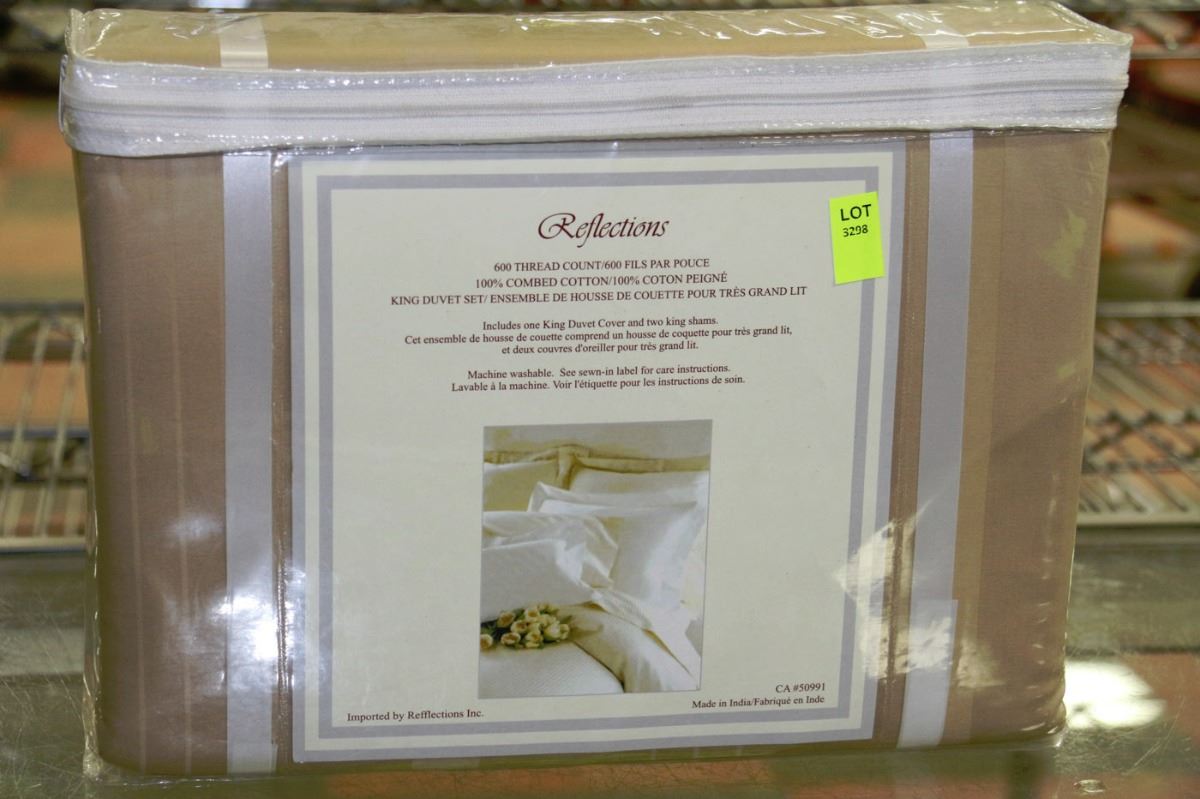 Reflections
LOT
3298
600 THREAD COUNT/600 FILS PAR POUCE
100% COMBED COTTON/100% COTON PEIGNÉ
KING DUVET SET/ ENSEMBLE DE HOUSSE DE COUETTE POUR TRÈS GRAND LIT
Includes one King Duvet Cover and two king shams.
Cet ensemble de housse de couette comprend un housse de coquette pour très grand lit,
et deux couvres d'oreiller pour très grand lit.
Machine washable. See sewn-in label for care instructions.
Lavable à la machine. Voir l'étiquette pour les instructions de soin.
CA #50991
Imported by Refflections Inc.
Made in India/Fabriqué en Inde